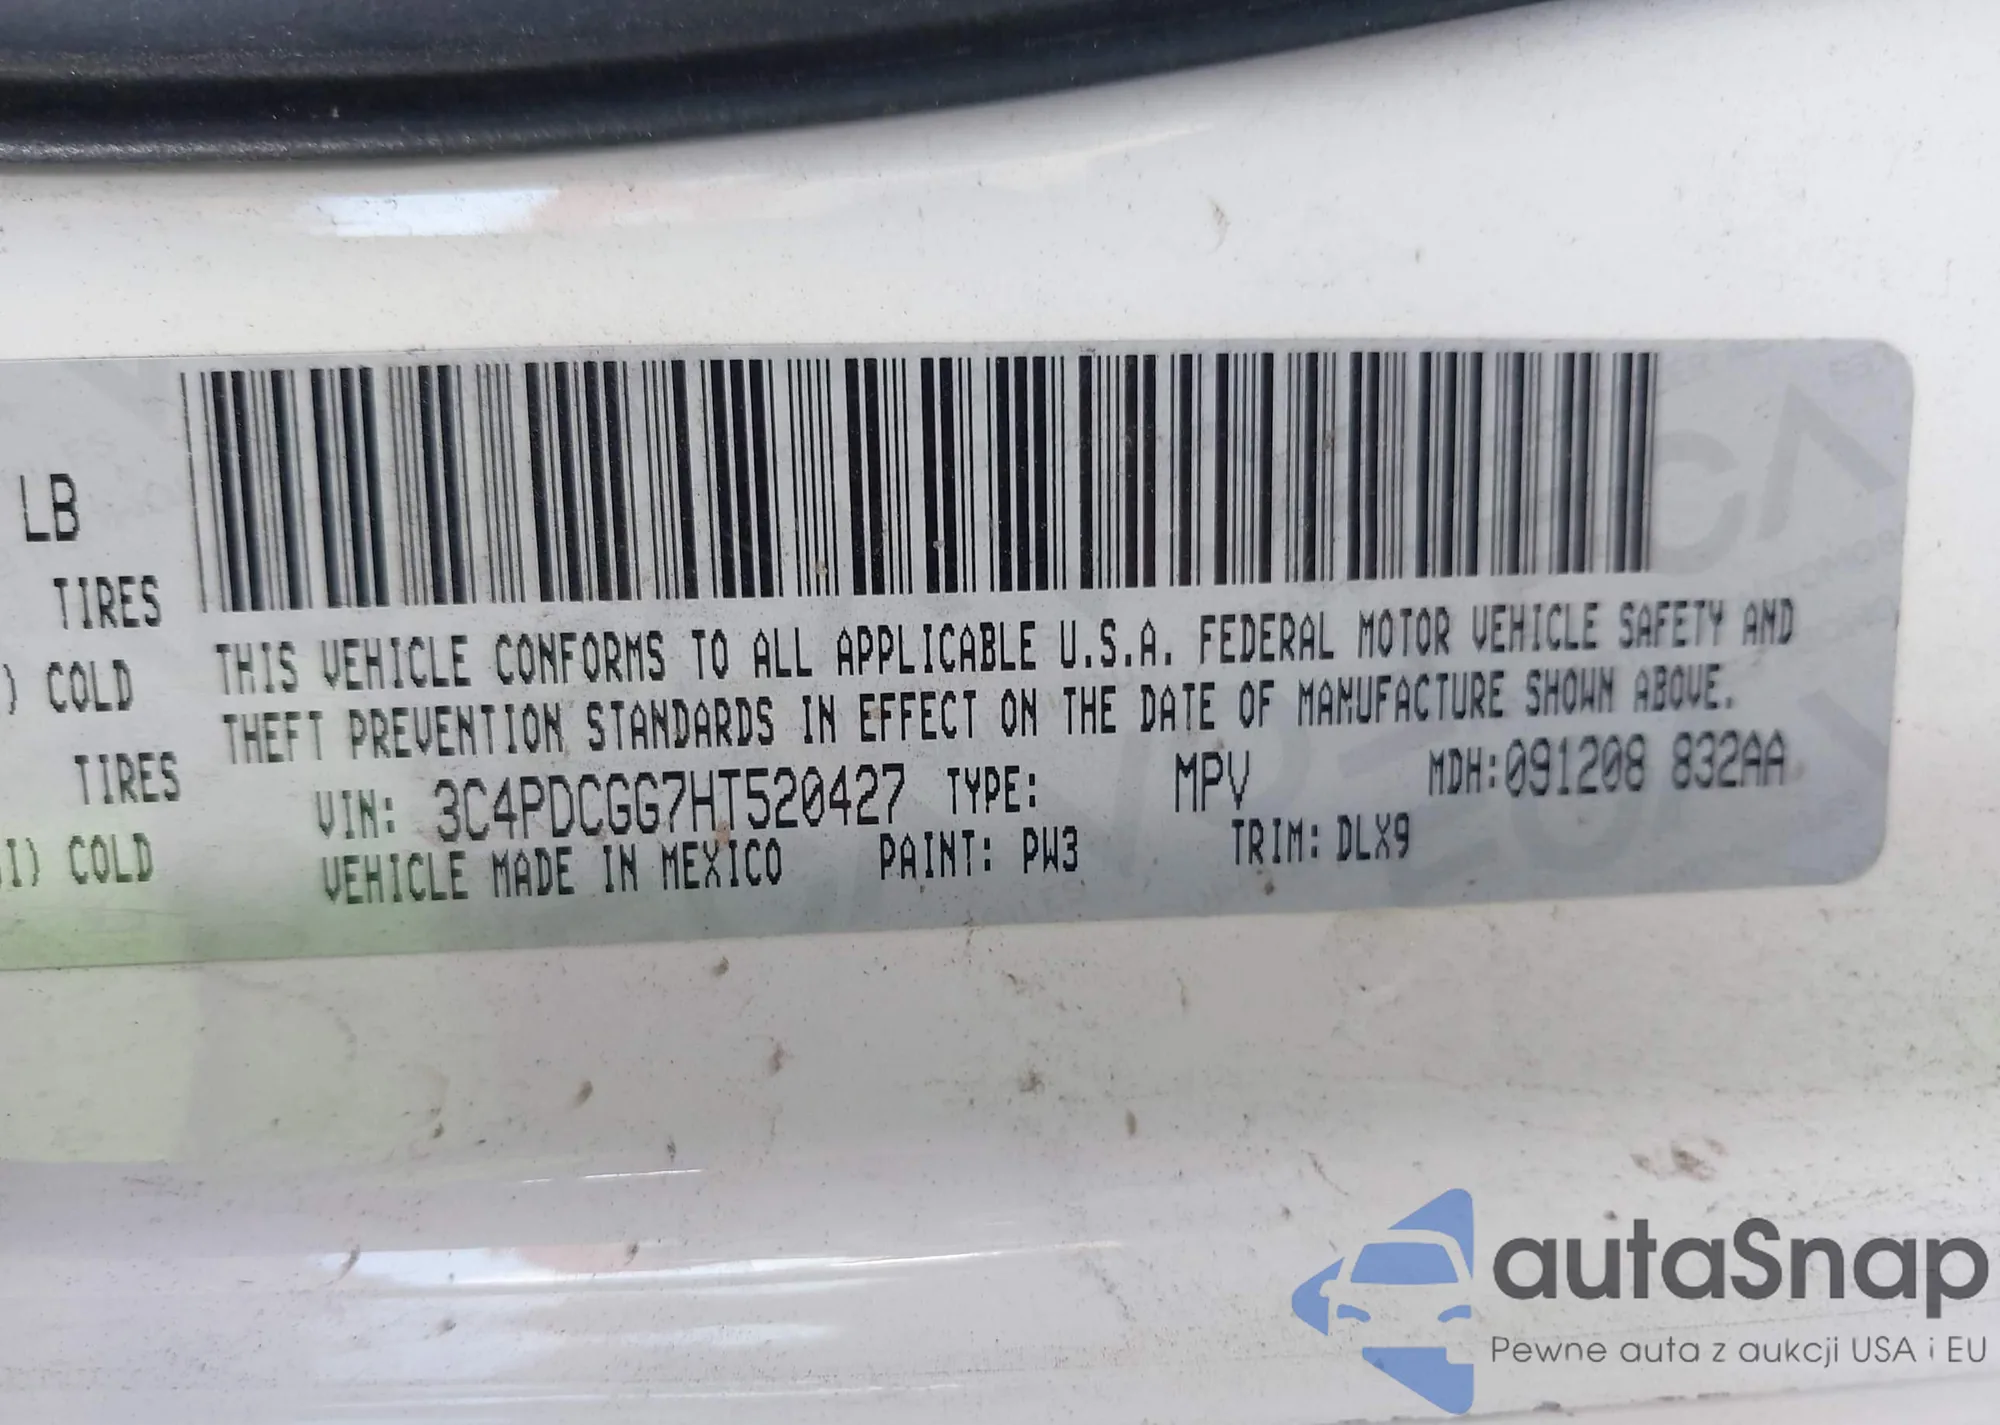 LB
TIRES
) COLD
TIRES
I) COLD
THIS VEHICLE CONFORMS TO ALL APPLICABLE U.S.A. FEDERAL MOTOR VEHICLE SAFETY AND
THEFT PREVENTION STANDARDS IN EFFECT ON THE DATE OF MANUFACTURE SHOWN ABOVE.
VIN: 3C4PDCGG7HT520427 TYPE: MPV MDH:091208 832AA
VEHICLE MADE IN MEXICO PAINT: PW3 TRIM: DLX9
autaSnap
Pewne auta z aukcji USA i EU